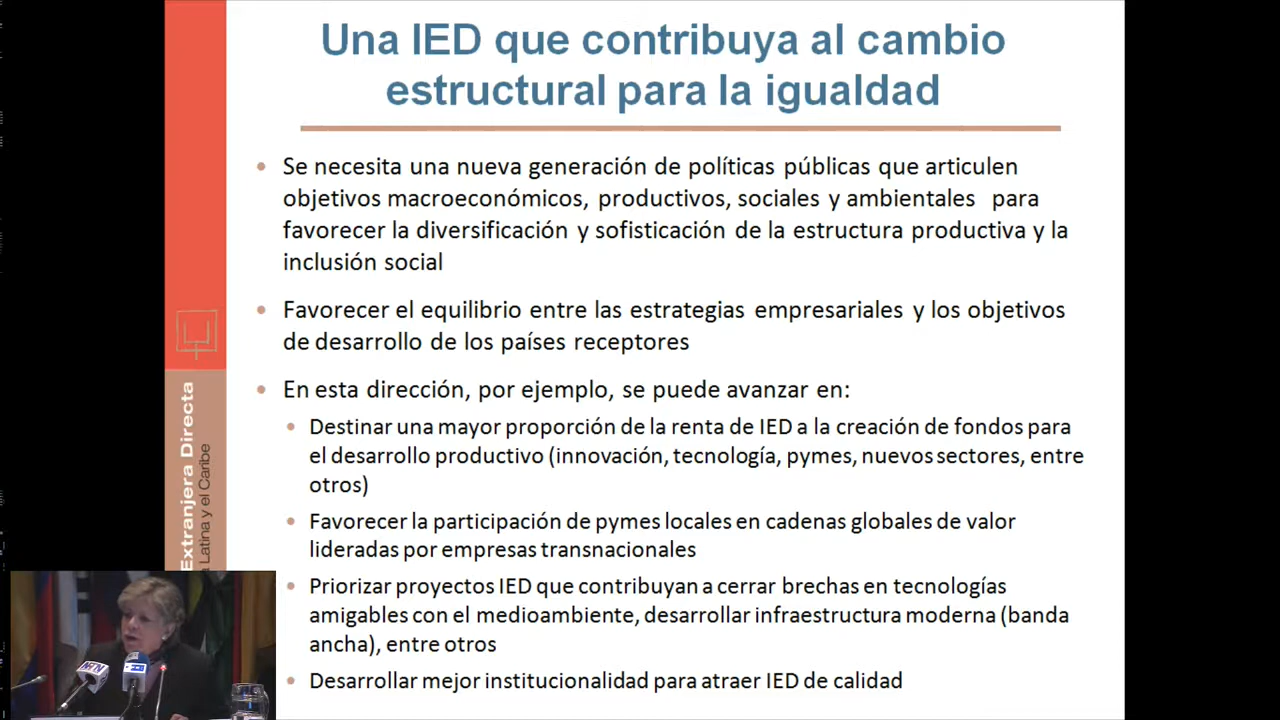 Una IED que contribuya al cambio
estructural para la igualdad
Se necesita una nueva generación de políticas públicas que articulen
objetivos macroeconómicos, productivos, sociales y ambientales para
favorecer la diversificación y sofisticación de la estructura productiva y la
inclusión social
Favorecer el equilibrio entre las estrategias empresariales y los objetivos
de desarrollo de los países receptores
En esta dirección, por ejemplo, se puede avanzar en:
Destinar una mayor proporción de la renta de IED a la creación de fondos para
el desarrollo productivo (innovación, tecnología, pymes, nuevos sectores, entre
otros)
Favorecer la participación de pymes locales en cadenas globales de valor
lideradas por empresas transnacionales
Priorizar proyectos IED que contribuyan a cerrar brechas en tecnologías
amigables con el medioambiente, desarrollar infraestructura moderna (banda
ancha), entre otros
Desarrollar mejor institucionalidad para atraer IED de calidad
Extranjera Directa
Latina y el Caribe